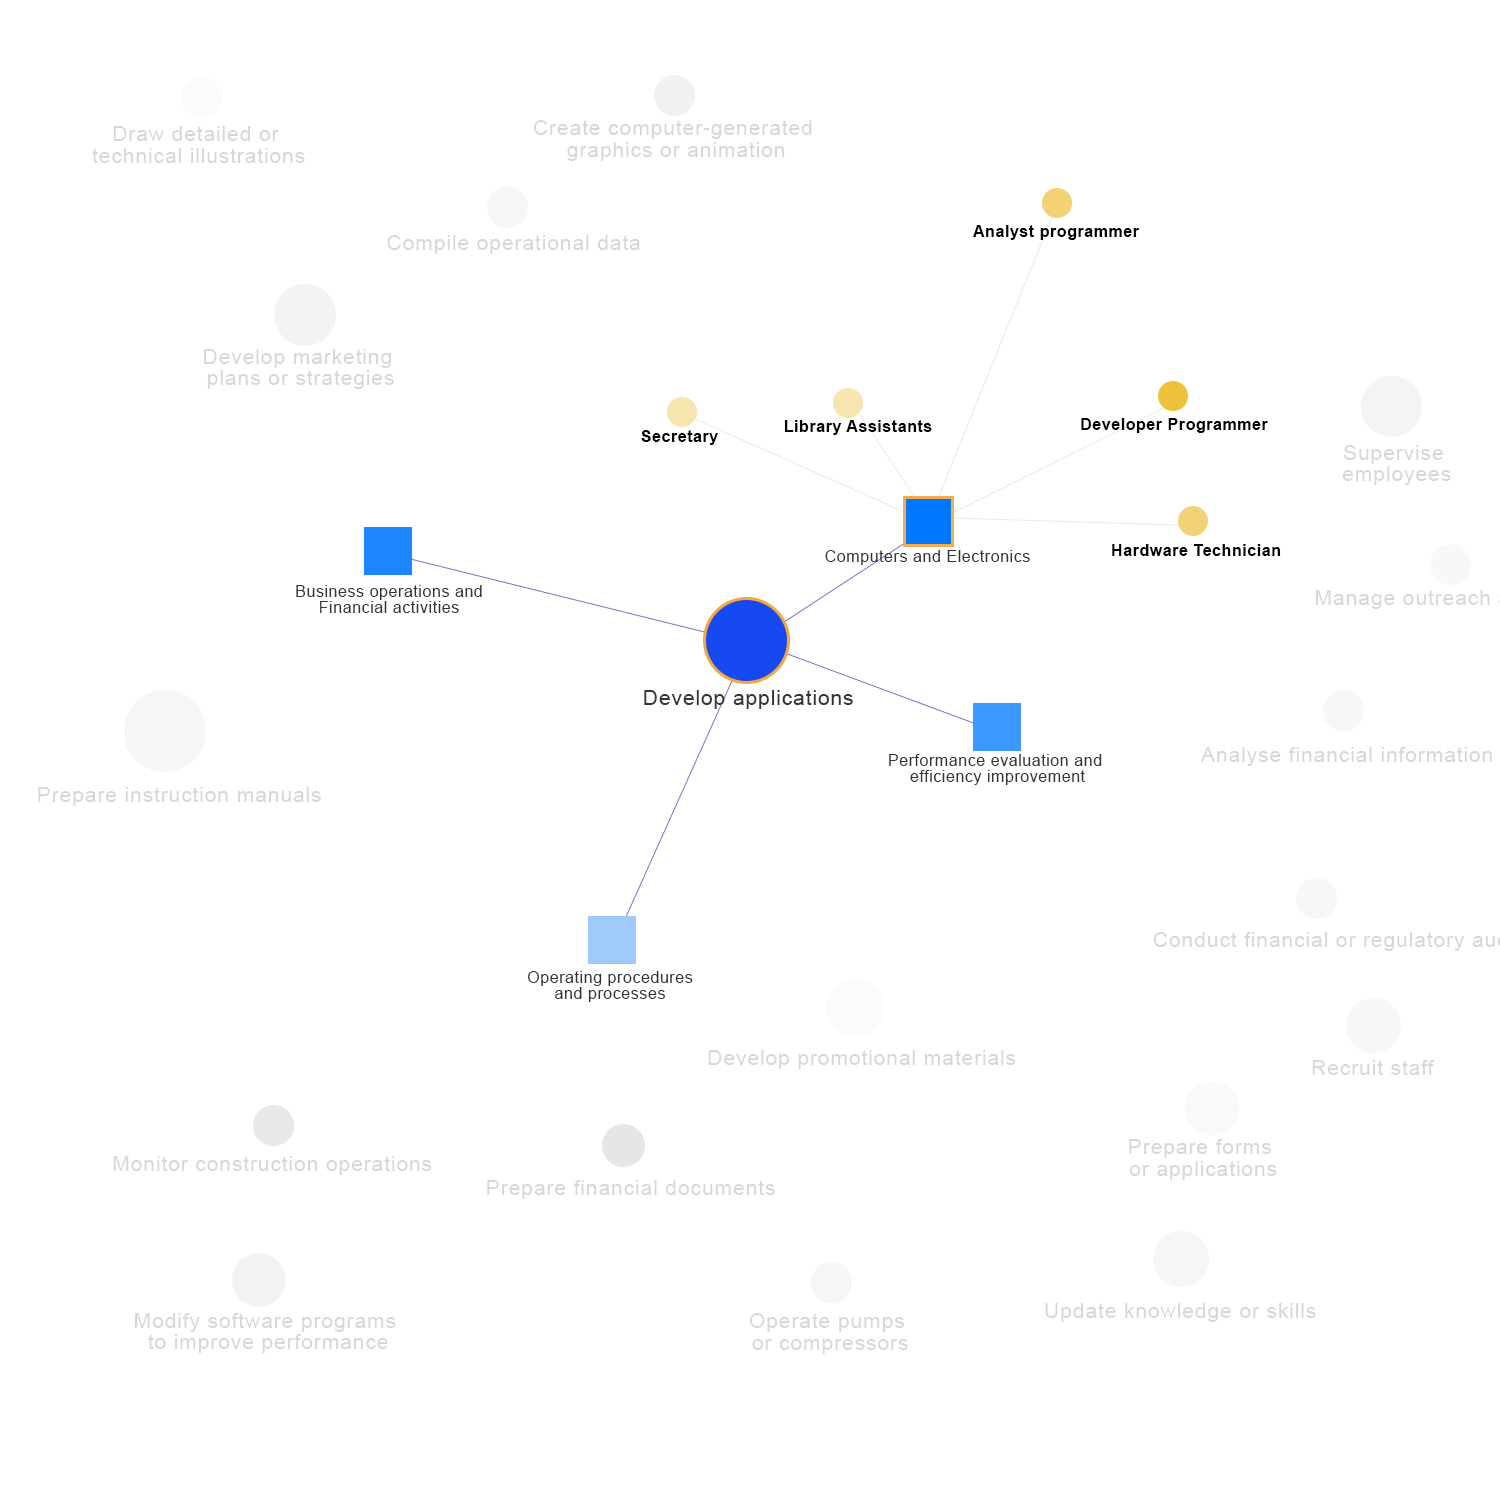 Draw detailed or
technical illustrations
Create computer-generated
graphics or animation
Compile operational data
Analyst programmer
Develop marketing
plans or strategies
Secretary
Library Assistants
Developer Programmer
Supervise
employees
Computers and Electronics
Hardware Technician
Business operations and
Financial activities
Manage outreach
Develop applications
Performance evaluation and
efficiency improvement
Analyse financial information
Prepare instruction manuals
Operating procedures
and processes
Conduct financial or regulatory
Develop promotional materials
Recruit staff
Prepare forms
or applications
Monitor construction operations
Prepare financial documents
Modify software programs
to improve performance
Operate pumps
or compressors
Update knowledge or skills